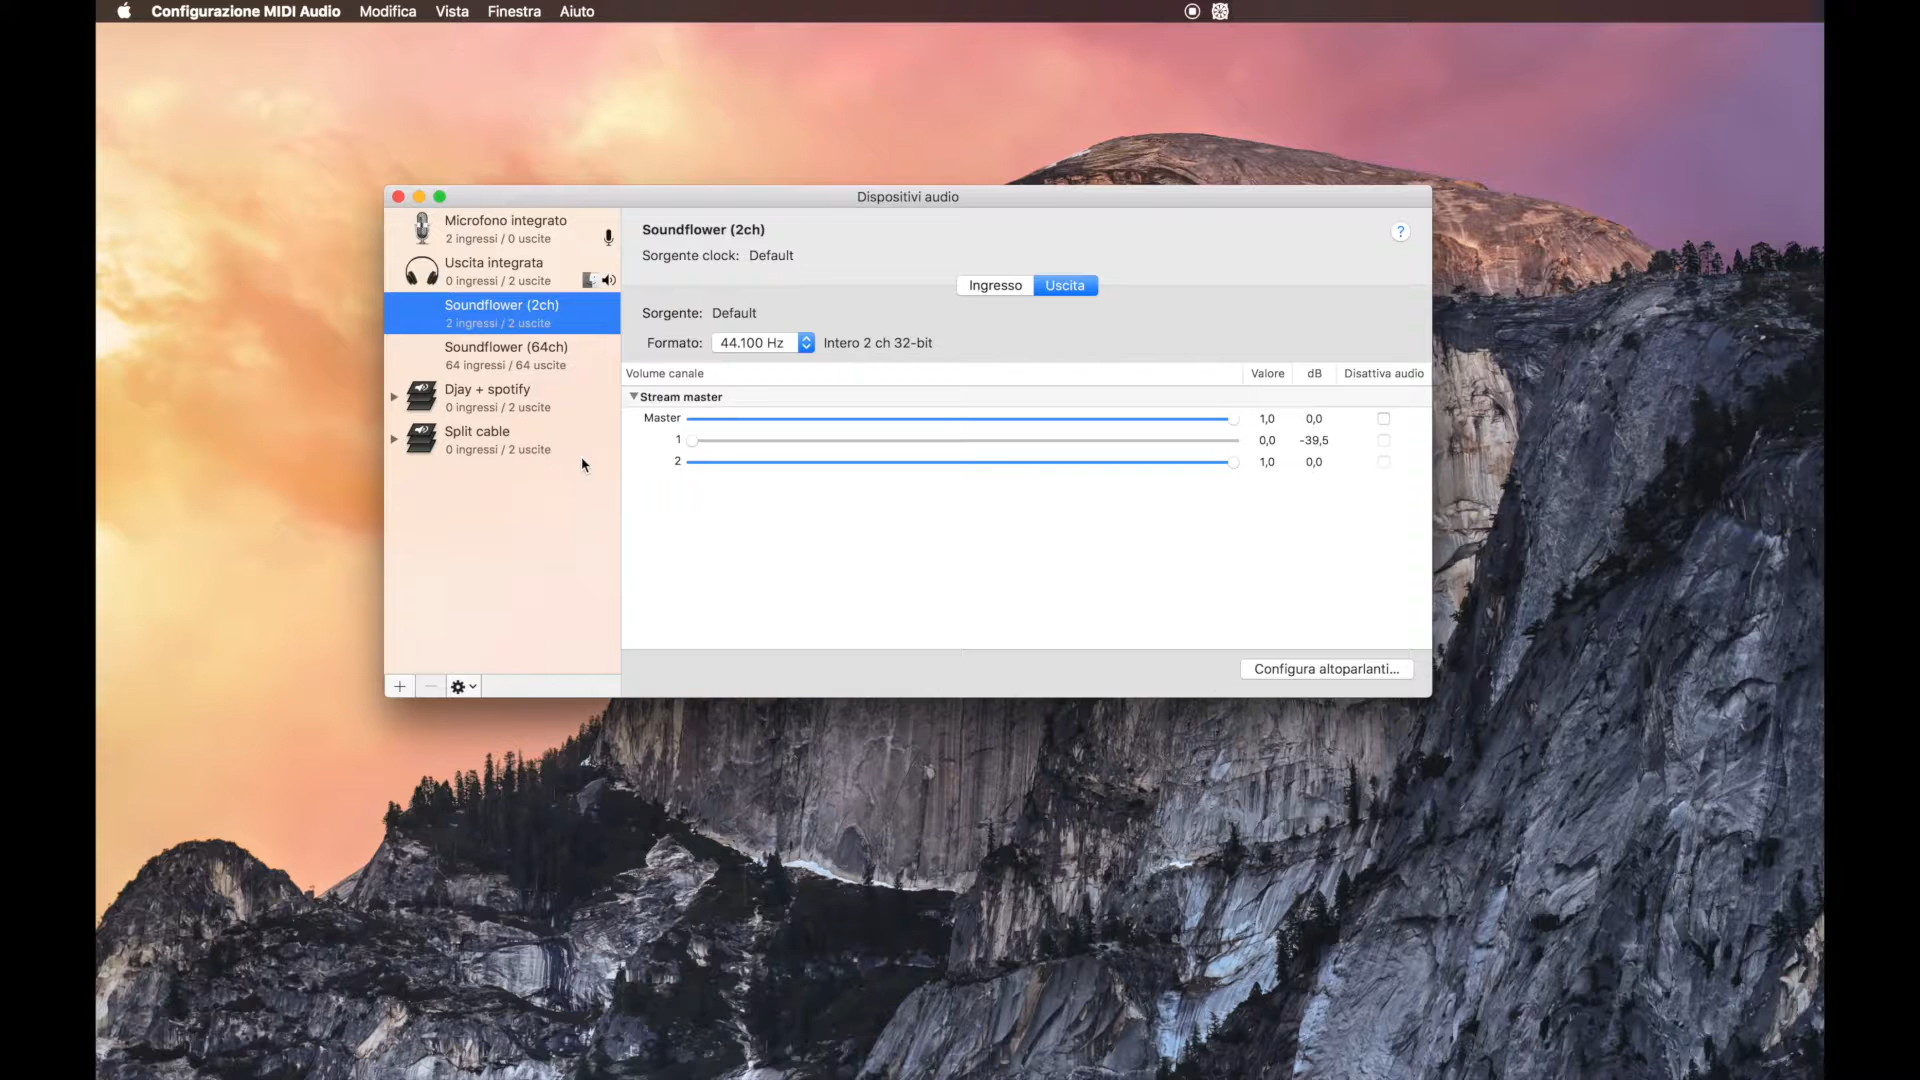 Configurazione MIDI Audio Modifica Vista Finestra Aiuto
Dispositivi audio
Microfono integrato
2 ingressi / 0 uscite
Uscita integrata
0 ingressi / 2 uscite
Soundflower (2ch)
2 ingressi / 2 uscite
Soundflower (64ch)
64 ingressi / 64 uscite
Djay + spotify
0 ingressi / 2 uscite
Split cable
0 ingressi / 2 uscite
Soundflower (2ch)
?
Sorgente clock: Default
Ingresso Uscita
Sorgente: Default
Formato: 44.100 Hz Intero 2 ch 32-bit
Volume canale Valore dB Disattiva audio
Stream master
Master 1,0 0,0
1 0,0 -39,5
2 1,0 0,0
Configura altoparlanti...